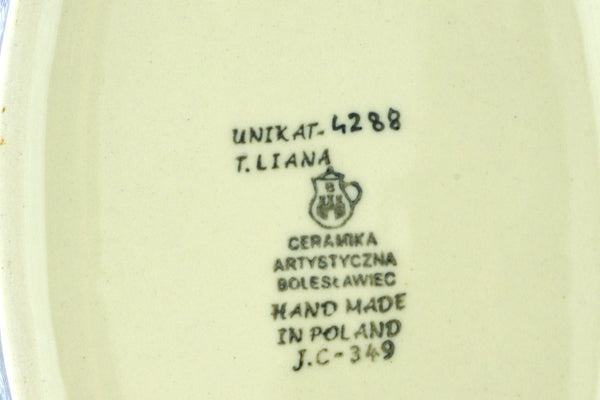 UNIKAT-4288
T.LIANA
B
CERAMIKA
ARTYSTYCZNA
BOLESŁAWIEC
HAND MADE
IN POLAND
J.C-349